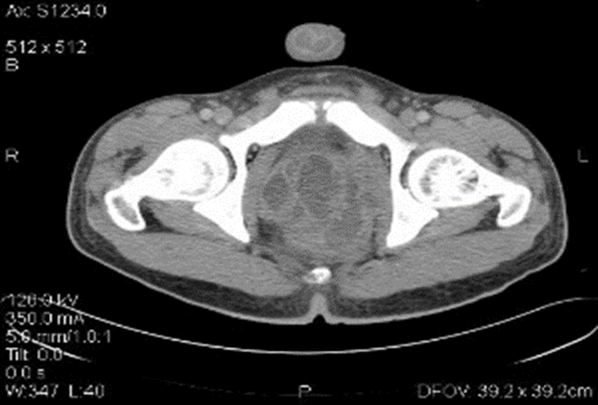 Ax: S1234.0
512 x 512
B
R
L
120.0 kV
350.0 mA
5.0 mm/1.0:1
Tilt: 0.0
0.0 s
W:347 L:40
P
DFOV: 39.2 x 39.2cm